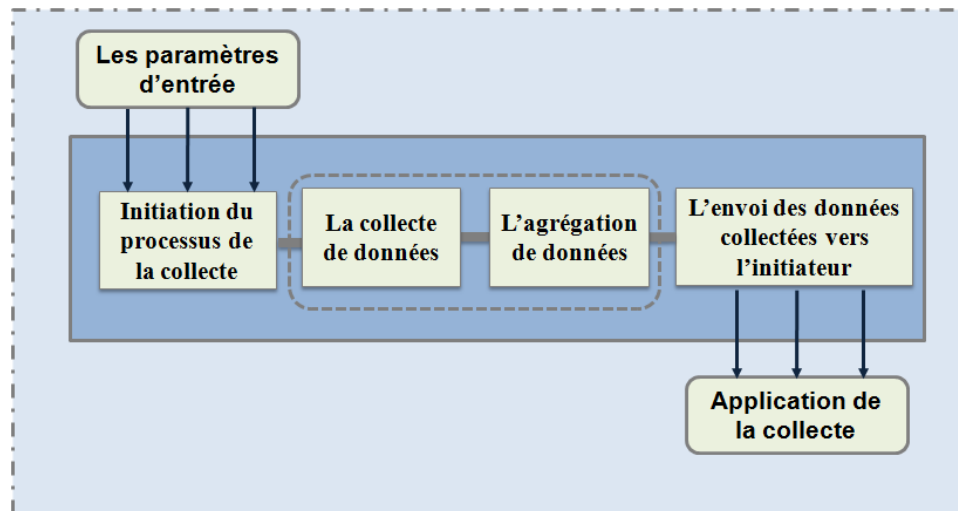 Les paramètres
d'entrée
Initiation du
processus de
la collecte
La collecte
de données
L'agrégation
de données
L'envoi des données
collectées vers
l'initiateur
Application de
la collecte